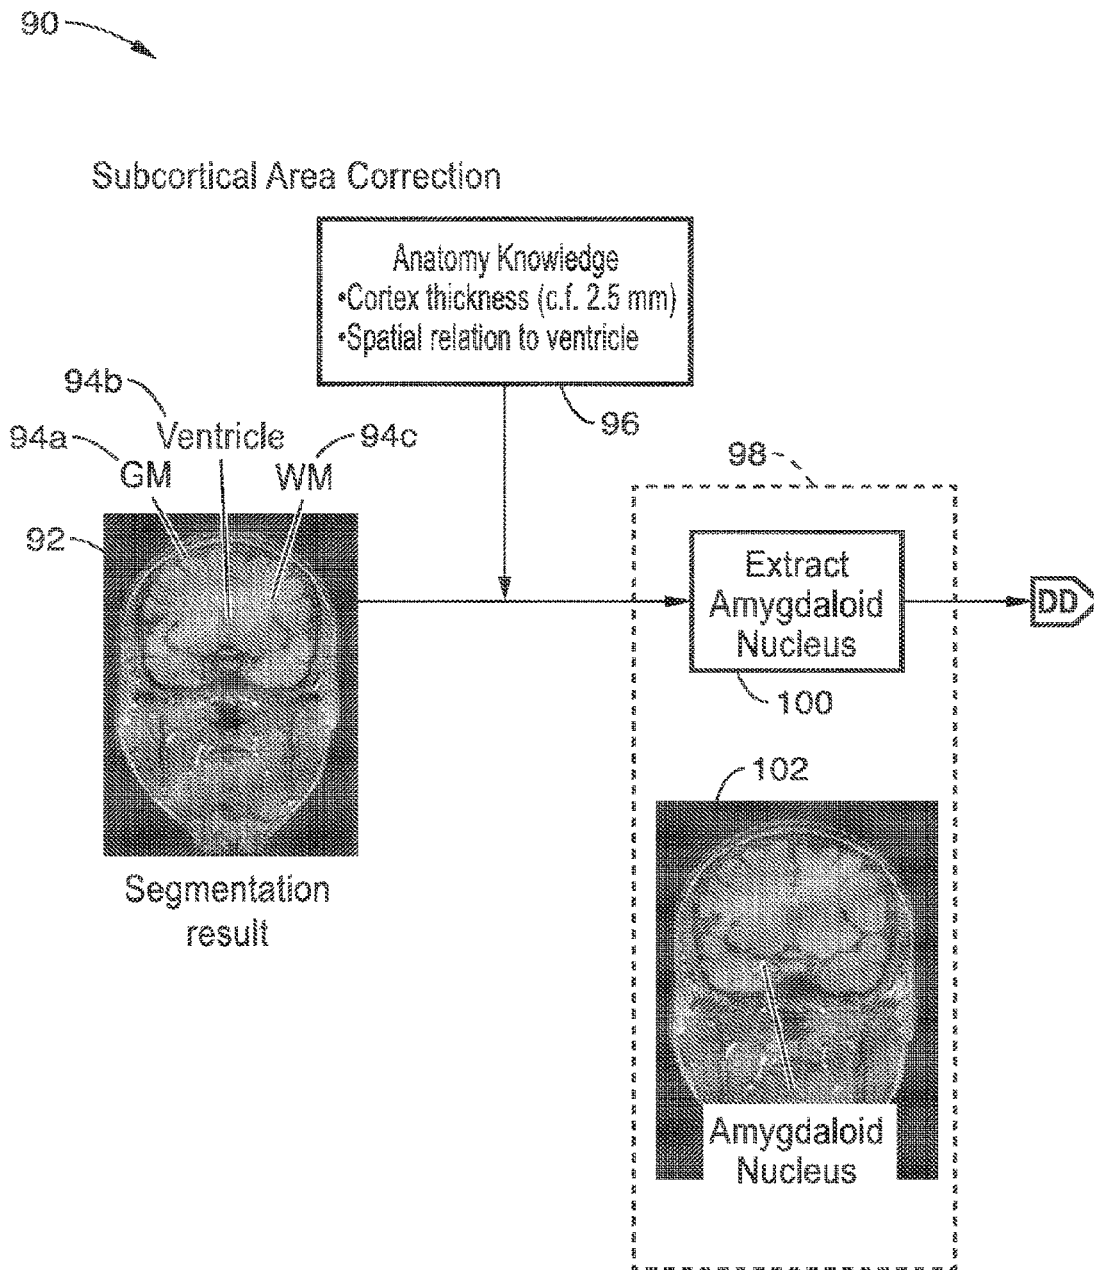 90
Subcortical Area Correction
Anatomy Knowledge
•Cortex thickness (c.f. 2.5 mm)
•Spatial relation to ventricle
96
94b
94a Ventricle 94c
GM WM
92
98
Extract
Amygdaloid
Nucleus
DD
100
102
Segmentation
result
Amygdaloid
Nucleus